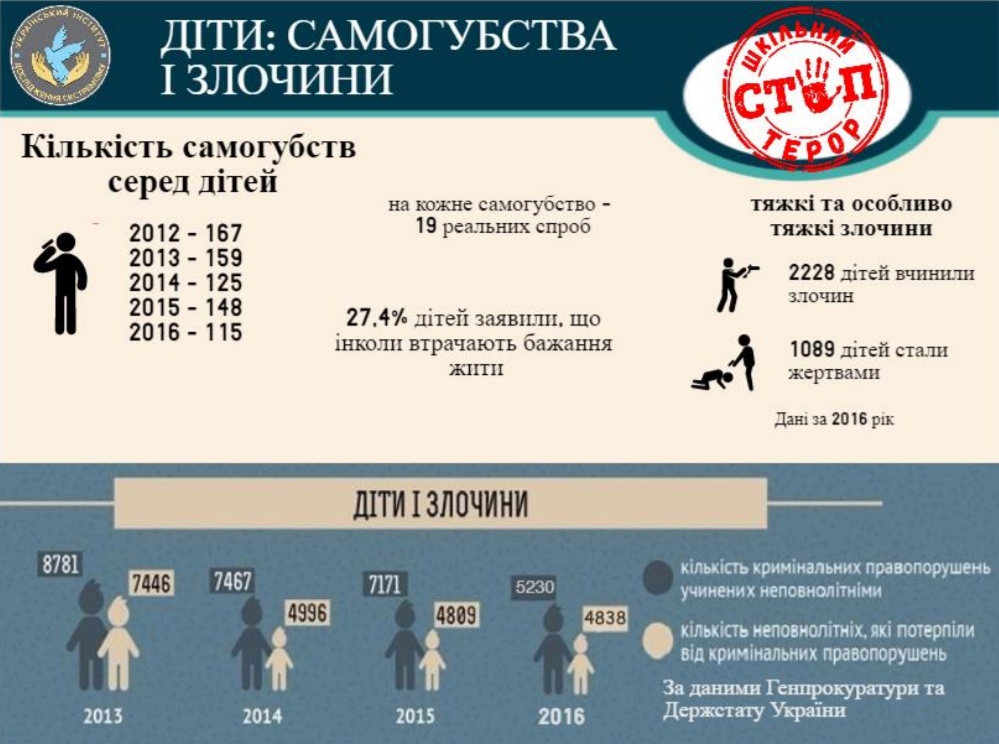 УКРАЇНСЬКИЙ ІНСТИТУТ
ДОСЛІДЖЕННЯ ЕКСТРЕМІЗМУ
ДІТИ: САМОГУБСТВА
І ЗЛОЧИНИ
ШКІЛЬНИЙ
СТОП
ТЕРОР
Кількість самогубств
серед дітей
2012 - 167
2013 - 159
2014 - 125
2015 - 148
2016 - 115
на кожне самогубство -
19 реальних спроб
27,4% дітей заявили, що
інколи втрачають бажання
жити
тяжкі та особливо
тяжкі злочини
2228 дітей вчинили
злочин
1089 дітей стали
жертвами
Дані за 2016 рік
ДІТИ І ЗЛОЧИНИ
8781
7446
7467
4996
7171
4809
5230
4838
2013
2014
2015
2016
кількість кримінальних правопорушень
учинених неповнолітніми
кількість неповнолітніх, які потерпіли
від кримінальних правопорушень
За даними Генпрокуратури та
Держстату України